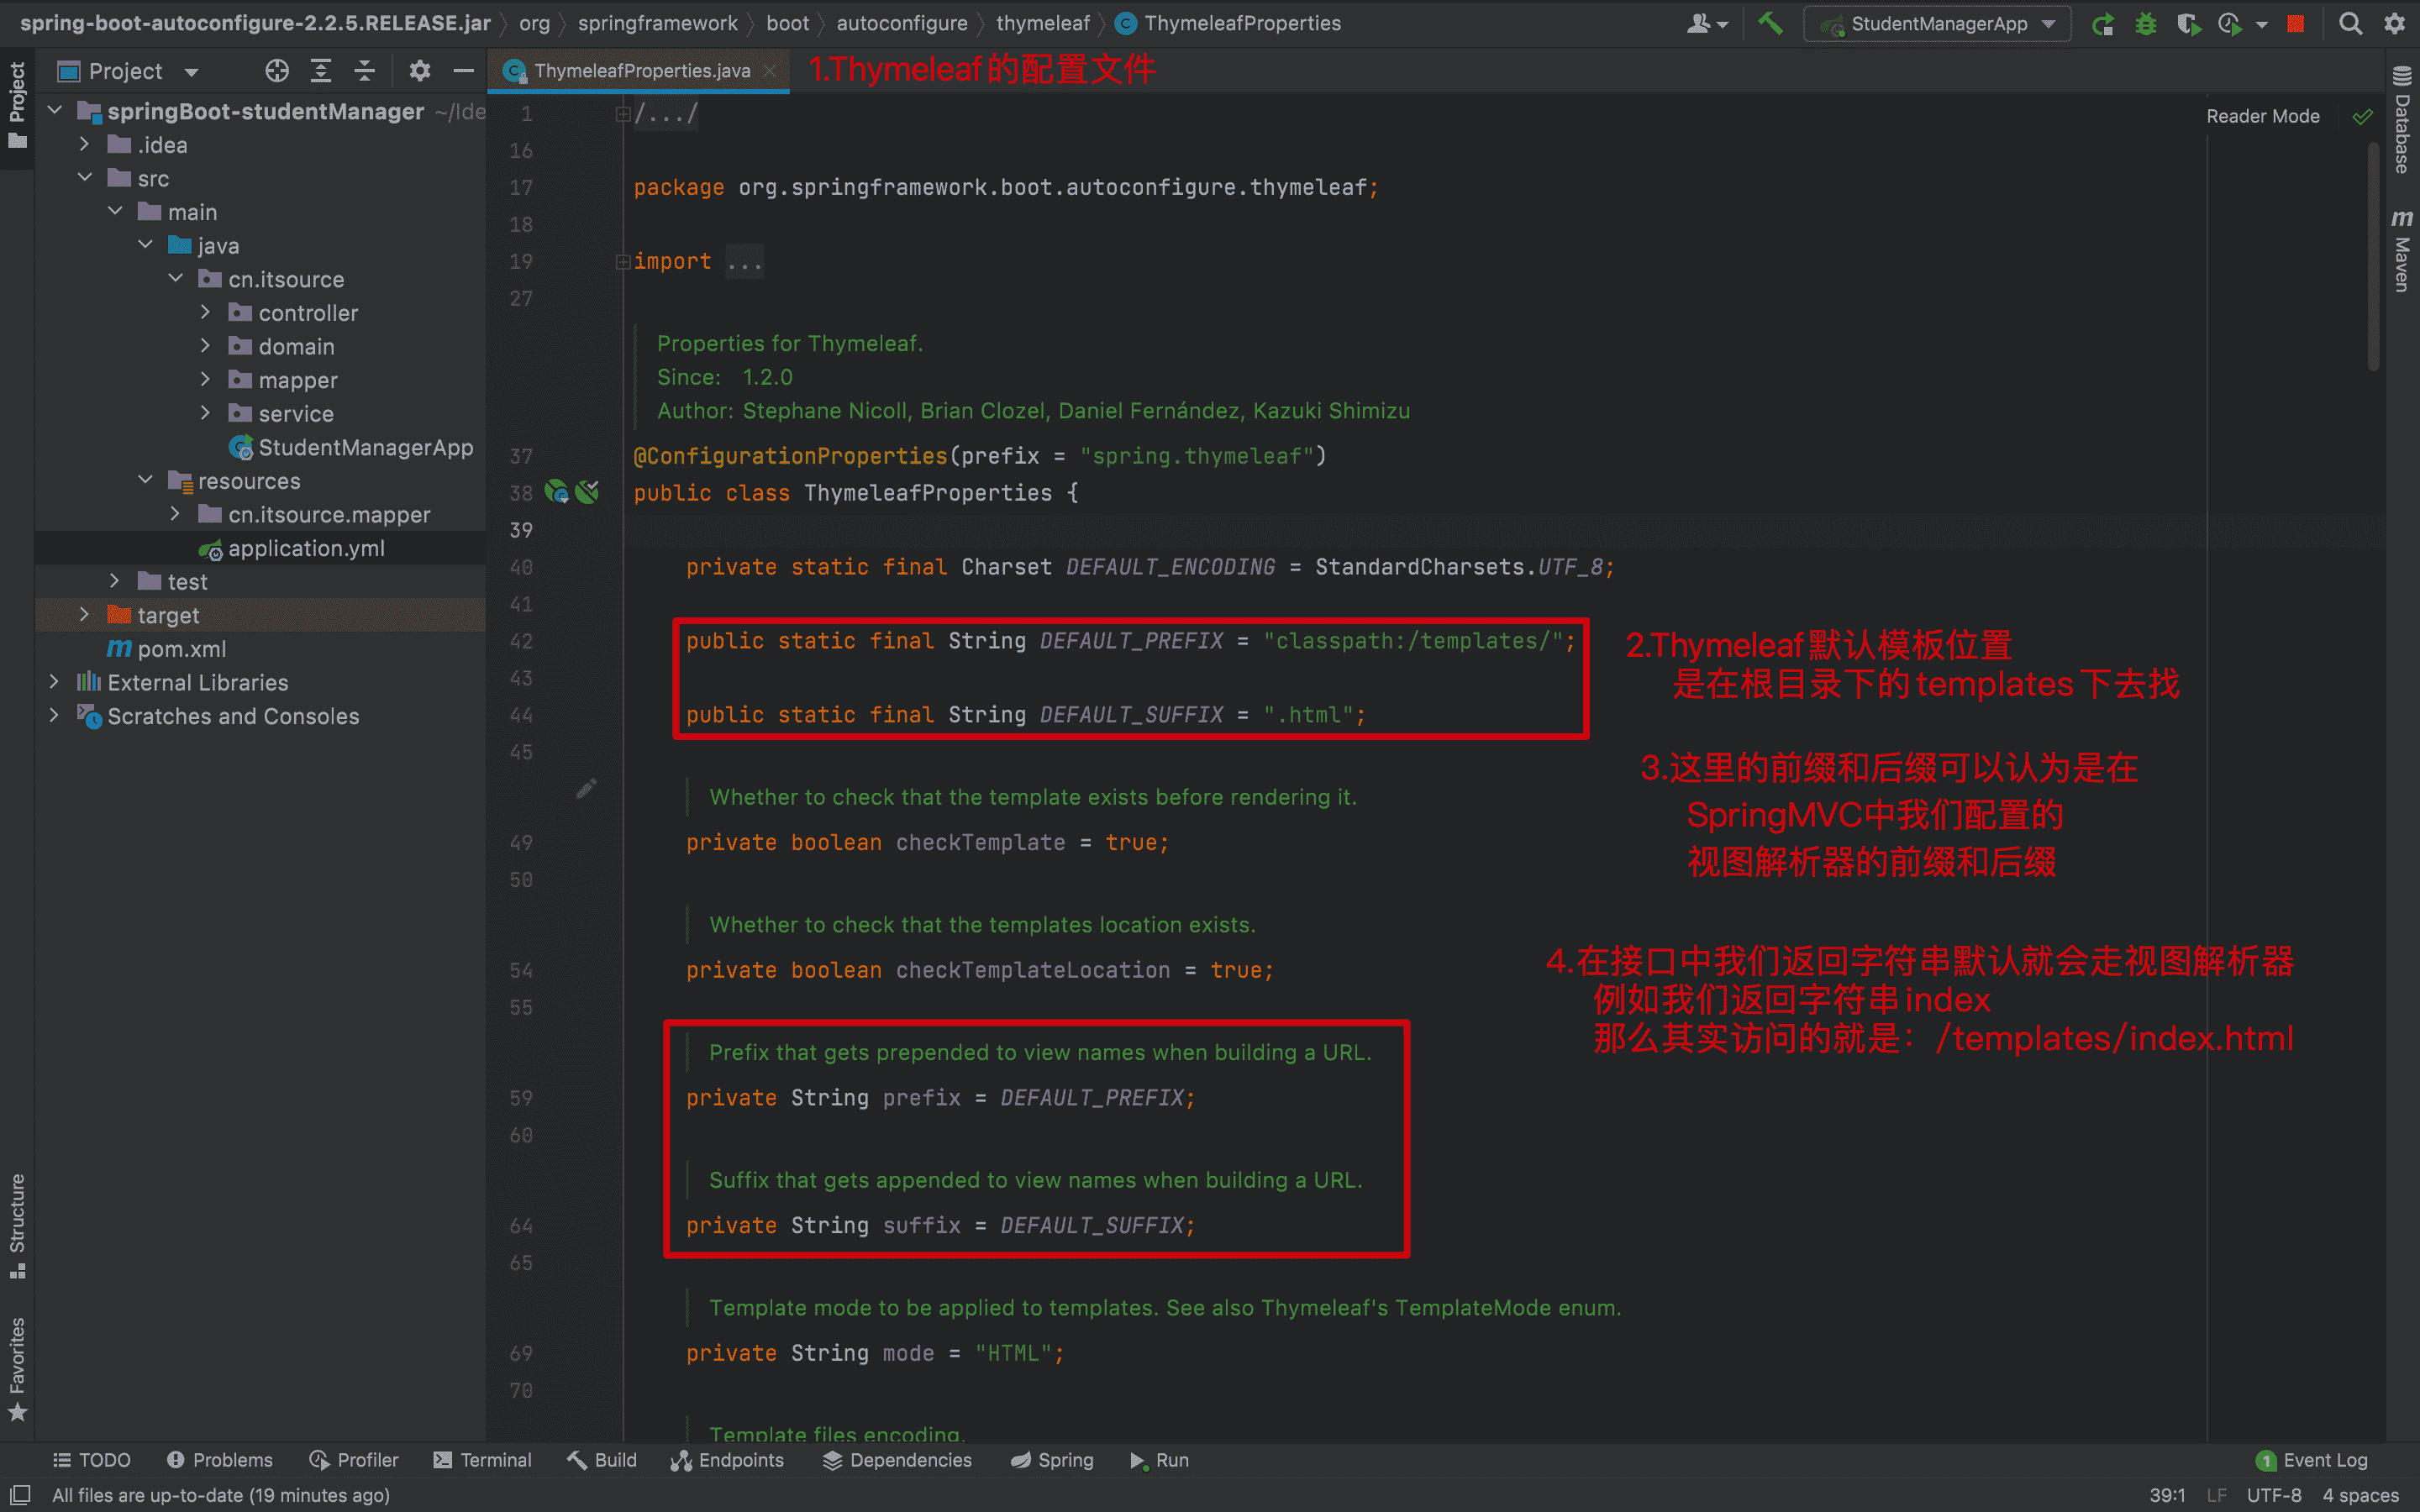 spring-boot-autoconfigure-2.2.5.RELEASE.jar org springframework boot autoconfigure thymeleaf ThymeleafProperties
StudentManagerApp
Project
Project
ThymeleafProperties.java
1.Thymeleaf的配置文件
springBoot-studentManager ~/Ide
.idea
src
main
java
cn.itsource
controller
domain
mapper
service
StudentManagerApp
resources
cn.itsource.mapper
application.yml
test
target
pom.xml
External Libraries
Scratches and Consoles
Structure
Favorites
Reader Mode
Database
Maven
1 /.../
16
17 package org.springframework.boot.autoconfigure.thymeleaf;
18
19 import ...
27
Properties for Thymeleaf.
Since: 1.2.0
Author: Stephane Nicoll, Brian Clozel, Daniel Fernández, Kazuki Shimizu
37 @ConfigurationProperties(prefix = "spring.thymeleaf")
38 public class ThymeleafProperties {
39
40 private static final Charset DEFAULT_ENCODING = StandardCharsets.UTF_8;
41
42 public static final String DEFAULT_PREFIX = "classpath:/templates/";
43
44 public static final String DEFAULT_SUFFIX = ".html";
45
Whether to check that the template exists before rendering it.
49 private boolean checkTemplate = true;
50
Whether to check that the templates location exists.
54 private boolean checkTemplateLocation = true;
55
Prefix that gets prepended to view names when building a URL.
59 private String prefix = DEFAULT_PREFIX;
60
Suffix that gets appended to view names when building a URL.
64 private String suffix = DEFAULT_SUFFIX;
65
Template mode to be applied to templates. See also Thymeleaf's TemplateMode enum.
69 private String mode = "HTML";
70
Template files encoding.
2.Thymeleaf默认模板位置
是在根目录下的templates下去找
3.这里的前缀和后缀可以认为是在
SpringMVC中我们配置的
视图解析器的前缀和后缀
4.在接口中我们返回字符串默认就会走视图解析器
例如我们返回字符串index
那么其实访问的就是：/templates/index.html
TODO Problems Profiler Terminal Build Endpoints Dependencies Spring Run 1 Event Log
All files are up-to-date (19 minutes ago) 39:1 LF UTF-8 4 spaces